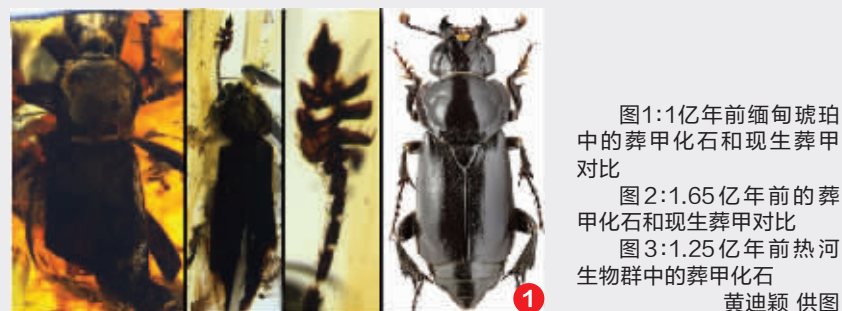 1
图1:1亿年前缅甸琥珀
中的葬甲化石和现生葬甲
对比
图2:1.65亿年前的葬
甲化石和现生葬甲对比
图3:1.25亿年前热河
生物群中的葬甲化石
黄迪颖 供图